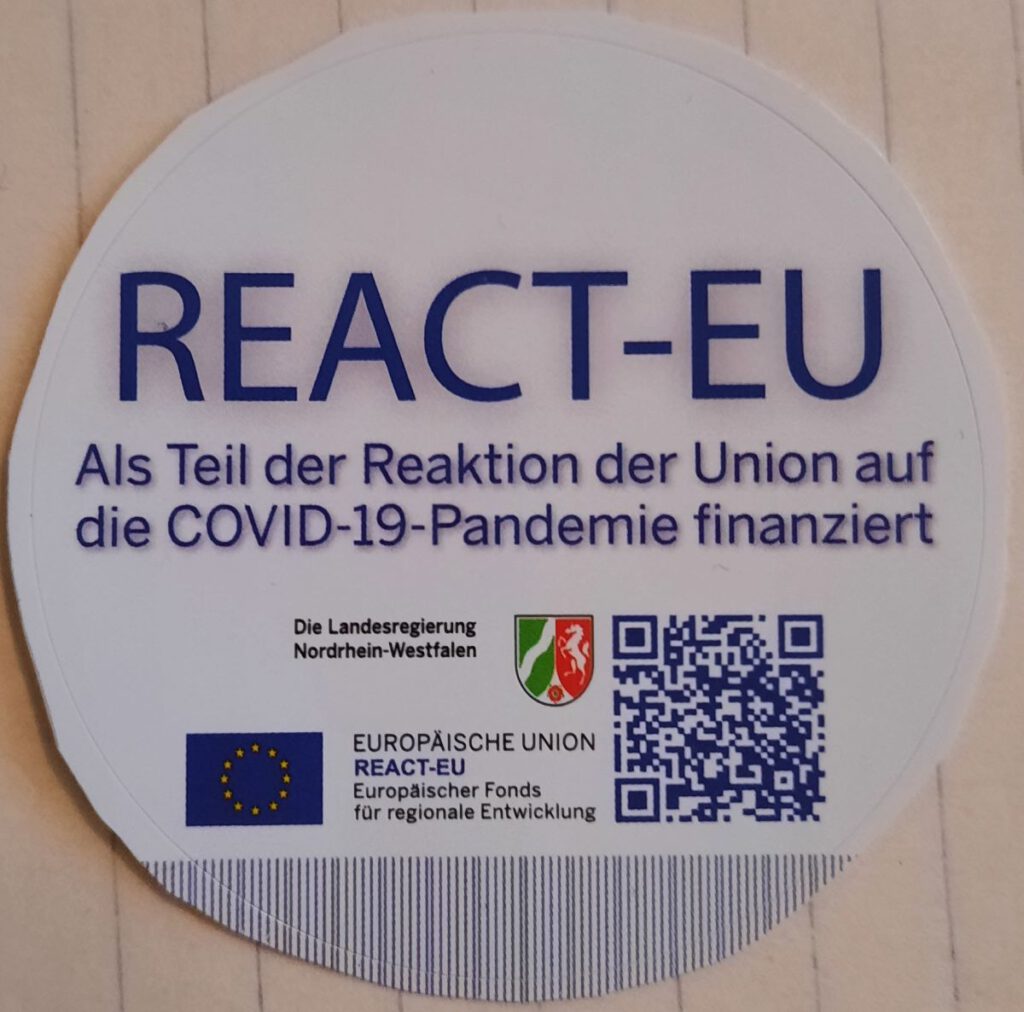 REACT-EU
Als Teil der Reaktion der Union auf
die COVID-19-Pandemie finanziert
Die Landesregierung
Nordrhein-Westfalen
EUROPÄISCHE UNION
REACT-EU
Europäischer Fonds
für regionale Entwicklung